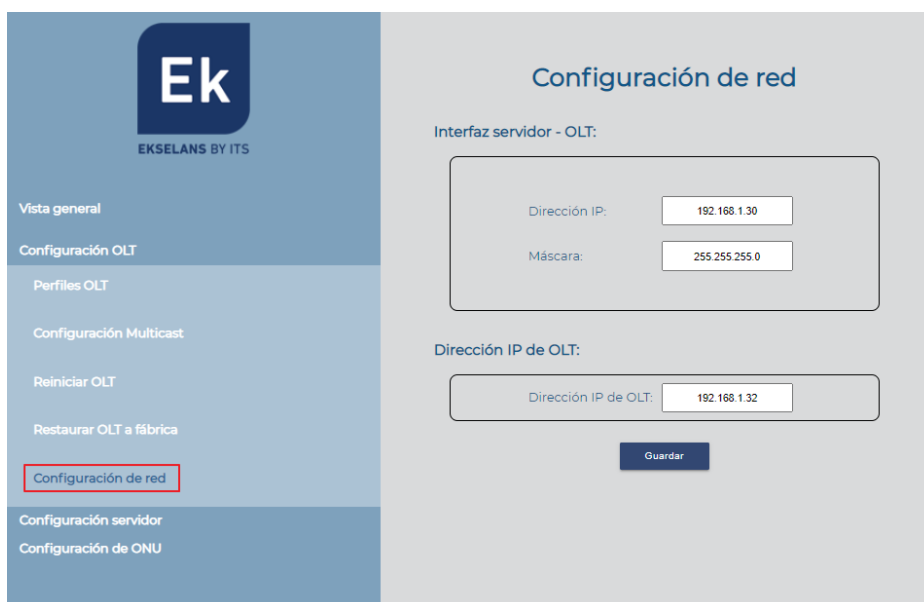 Ek
EKSELANS BY ITS
Vista general
Configuración OLT
Perfiles OLT
Configuración Multicast
Reiniciar OLT
Restaurar OLT a fábrica
Configuración de red
Configuración servidor
Configuración de ONU
Configuración de red
Interfaz servidor - OLT:
Dirección IP: 192.168.1.30
Máscara: 255.255.255.0
Dirección IP de OLT:
Dirección IP de OLT: 192.168.1.32
Guardar